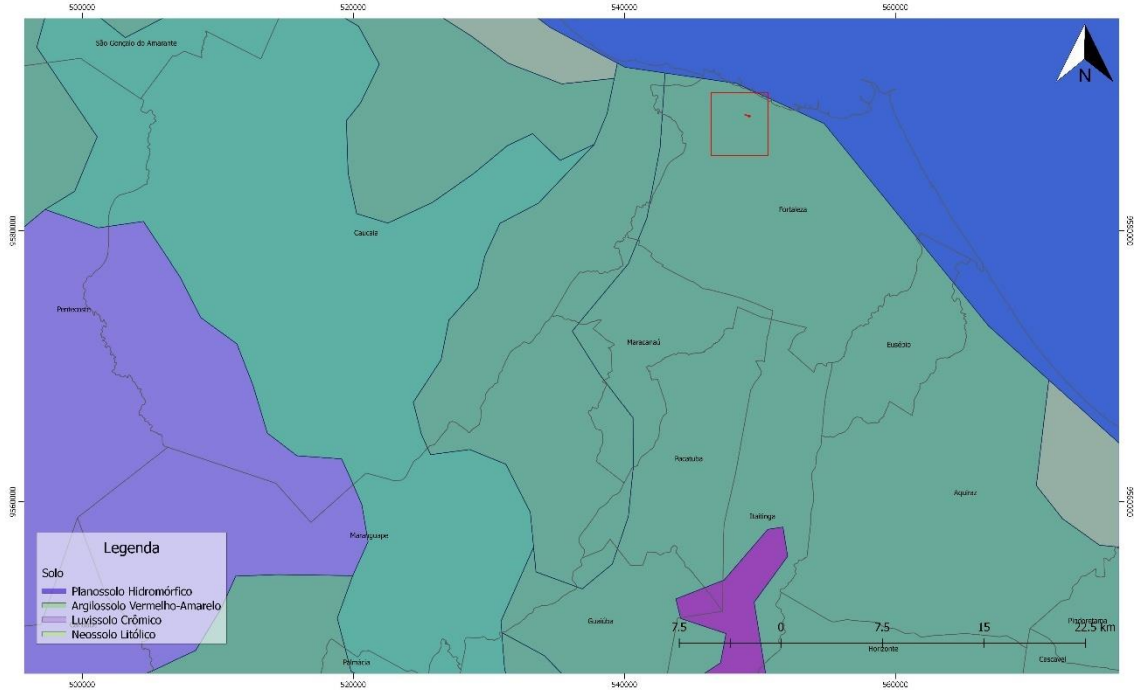 500000 520000 540000 560000
São Gonçalo do Amarante
N
Fortaleza
9580000 Caucaia
Pentecoste
Maracanaú Eusébio
Pacatuba
Aquiraz
9560000
Itaitinga
Maranguape
Legenda
Solo
Planossolo Hidromórfico
Argilossolo Vermelho-Amarelo
Luvissolo Crômico
Neossolo Litólico
Guaiúba Pindoretama
7.5 0 7.5 15 22.5 km
Horizonte
Palmácia Cascavel
500000 520000 540000 560000